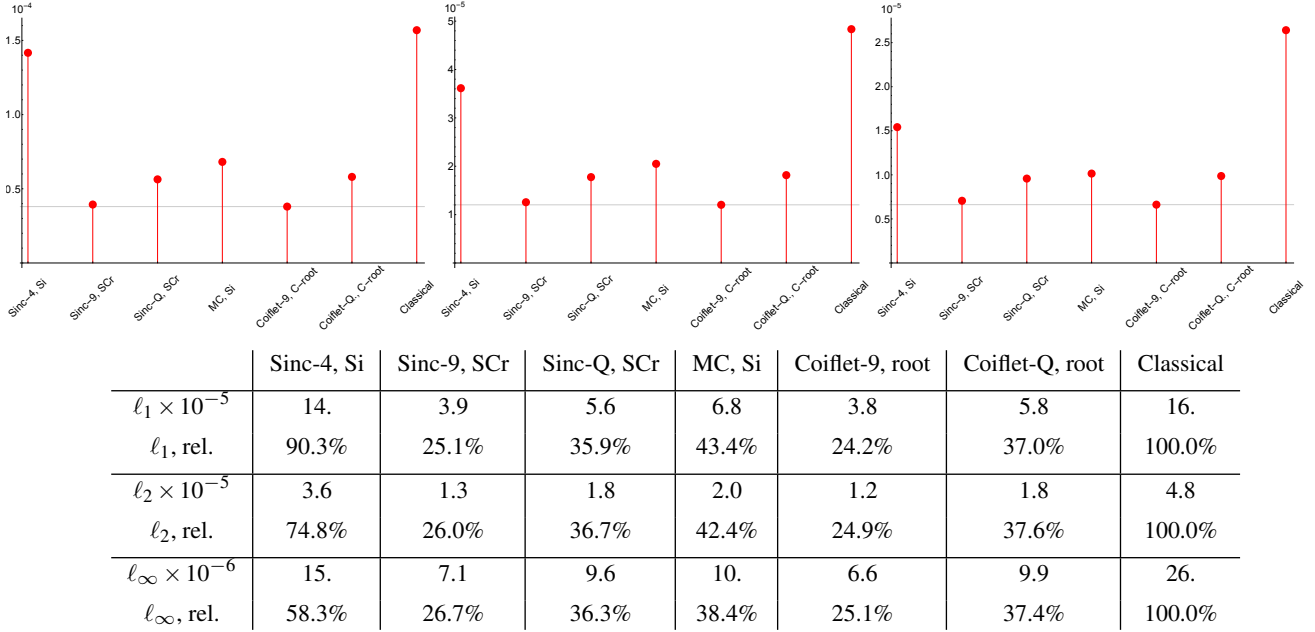 10⁻⁴
1.5
1.0
0.5
Sinc-4, Si
Sinc-9, SCr
Sinc-Q, SCr
MC, Si
Coiflet-9, C-root
Coiflet-Q., C-root
Classical
10⁻⁵
5
4
3
2
1
Sinc-4, Si
Sinc-9, SCr
Sinc-Q, SCr
MC, Si
Coiflet-9, C-root
Coiflet-Q., C-root
Classical
10⁻⁵
2.5
2.0
1.5
1.0
0.5
Sinc-4, Si
Sinc-9, SCr
Sinc-Q, SCr
MC, Si
Coiflet-9, C-root
Coiflet-Q., C-root
Classical
Sinc-4, Si Sinc-9, SCr Sinc-Q, SCr MC, Si Coiflet-9, root Coiflet-Q, root Classical
ℓ₁ × 10⁻⁵ 14. 3.9 5.6 6.8 3.8 5.8 16.
ℓ₁, rel. 90.3% 25.1% 35.9% 43.4% 24.2% 37.0% 100.0%
ℓ₂ × 10⁻⁵ 3.6 1.3 1.8 2.0 1.2 1.8 4.8
ℓ₂, rel. 74.8% 26.0% 36.7% 42.4% 24.9% 37.6% 100.0%
ℓ∞ × 10⁻⁶ 15. 7.1 9.6 10. 6.6 9.9 26.
ℓ∞, rel. 58.3% 26.7% 36.3% 38.4% 25.1% 37.4% 100.0%